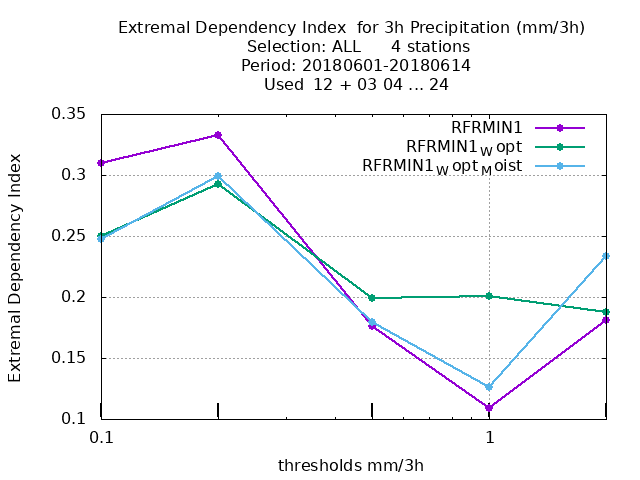 Extremal Dependency Index  for 3h Precipitation (mm/3h)
Selection: ALL      4 stations
Period: 20180601-20180614
Used  12 + 03 04 ... 24
0.35
0.3
0.25
0.2
0.15
0.1
Extremal Dependency Index
RFRMIN1
RFRMIN1_W opt
RFRMIN1_W opt_M oist
0.1
1
thresholds mm/3h